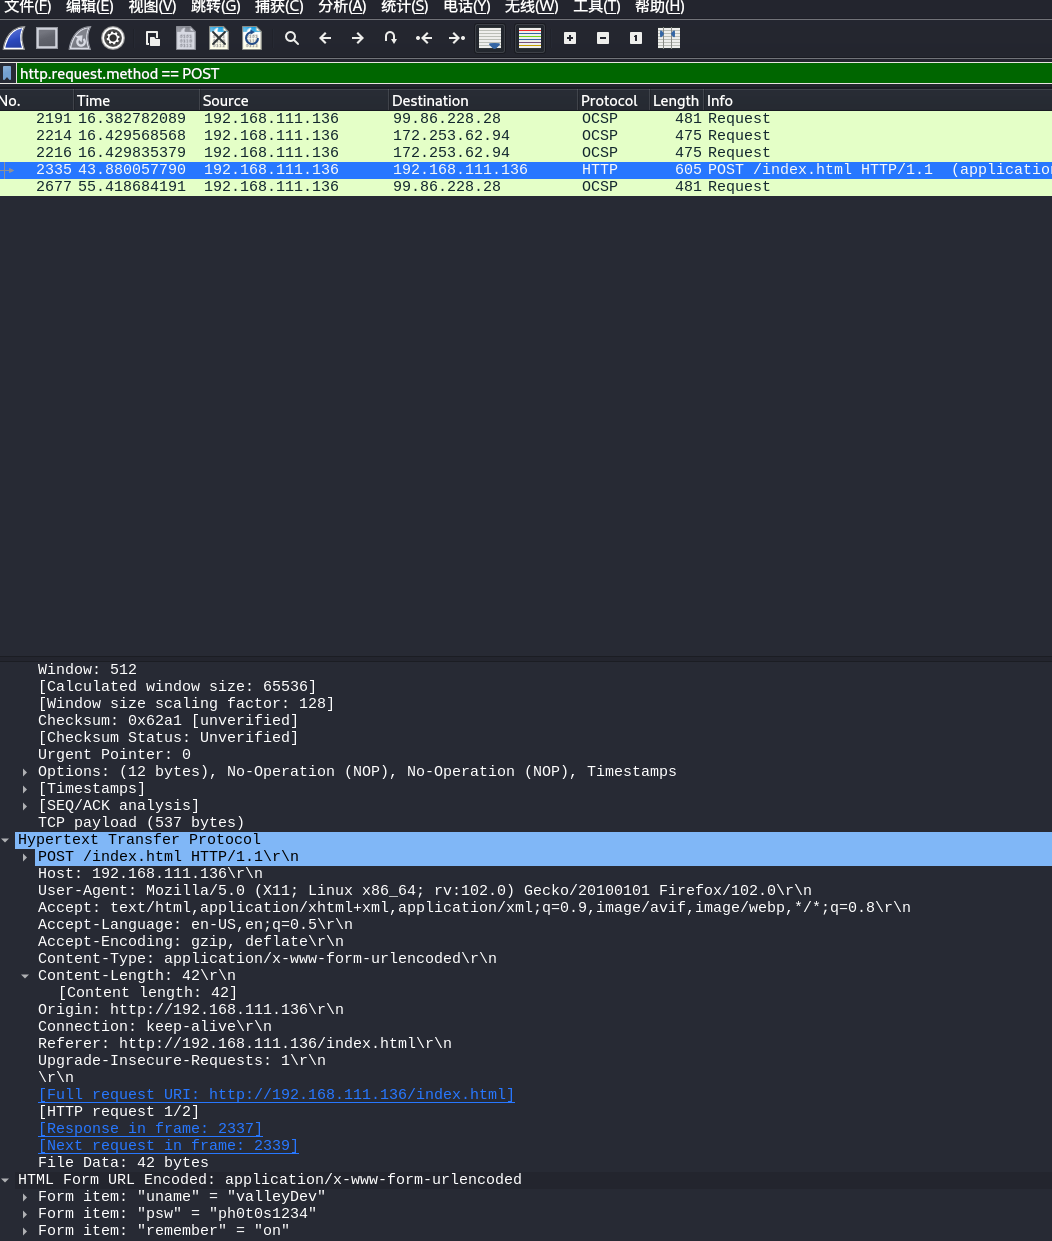 文件(F) 编辑(E) 视图(V) 跳转(G) 捕获(C) 分析(A) 统计(S) 电话(Y) 无线(W) 工具(T) 帮助(H)
http.request.method == POST
No. Time Source Destination Protocol Length Info
2191 16.382782089 192.168.111.136 99.86.228.28 OCSP 481 Request
2214 16.429568568 192.168.111.136 172.253.62.94 OCSP 475 Request
2216 16.429835379 192.168.111.136 172.253.62.94 OCSP 475 Request
2335 43.880057790 192.168.111.136 192.168.111.136 HTTP 605 POST /index.html HTTP/1.1 (applicatio
2677 55.418684191 192.168.111.136 99.86.228.28 OCSP 481 Request
Window: 512
[Calculated window size: 65536]
[Window size scaling factor: 128]
Checksum: 0x62a1 [unverified]
[Checksum Status: Unverified]
Urgent Pointer: 0
Options: (12 bytes), No-Operation (NOP), No-Operation (NOP), Timestamps
[Timestamps]
[SEQ/ACK analysis]
TCP payload (537 bytes)
Hypertext Transfer Protocol
POST /index.html HTTP/1.1\r\n
Host: 192.168.111.136\r\n
User-Agent: Mozilla/5.0 (X11; Linux x86_64; rv:102.0) Gecko/20100101 Firefox/102.0\r\n
Accept: text/html,application/xhtml+xml,application/xml;q=0.9,image/avif,image/webp,*/*;q=0.8\r\n
Accept-Language: en-US,en;q=0.5\r\n
Accept-Encoding: gzip, deflate\r\n
Content-Type: application/x-www-form-urlencoded\r\n
Content-Length: 42\r\n
[Content length: 42]
Origin: http://192.168.111.136\r\n
Connection: keep-alive\r\n
Referer: http://192.168.111.136/index.html\r\n
Upgrade-Insecure-Requests: 1\r\n
\r\n
[Full request URI: http://192.168.111.136/index.html]
[HTTP request 1/2]
[Response in frame: 2337]
[Next request in frame: 2339]
File Data: 42 bytes
HTML Form URL Encoded: application/x-www-form-urlencoded
Form item: "uname" = "valleyDev"
Form item: "psw" = "ph0t0s1234"
Form item: "remember" = "on"